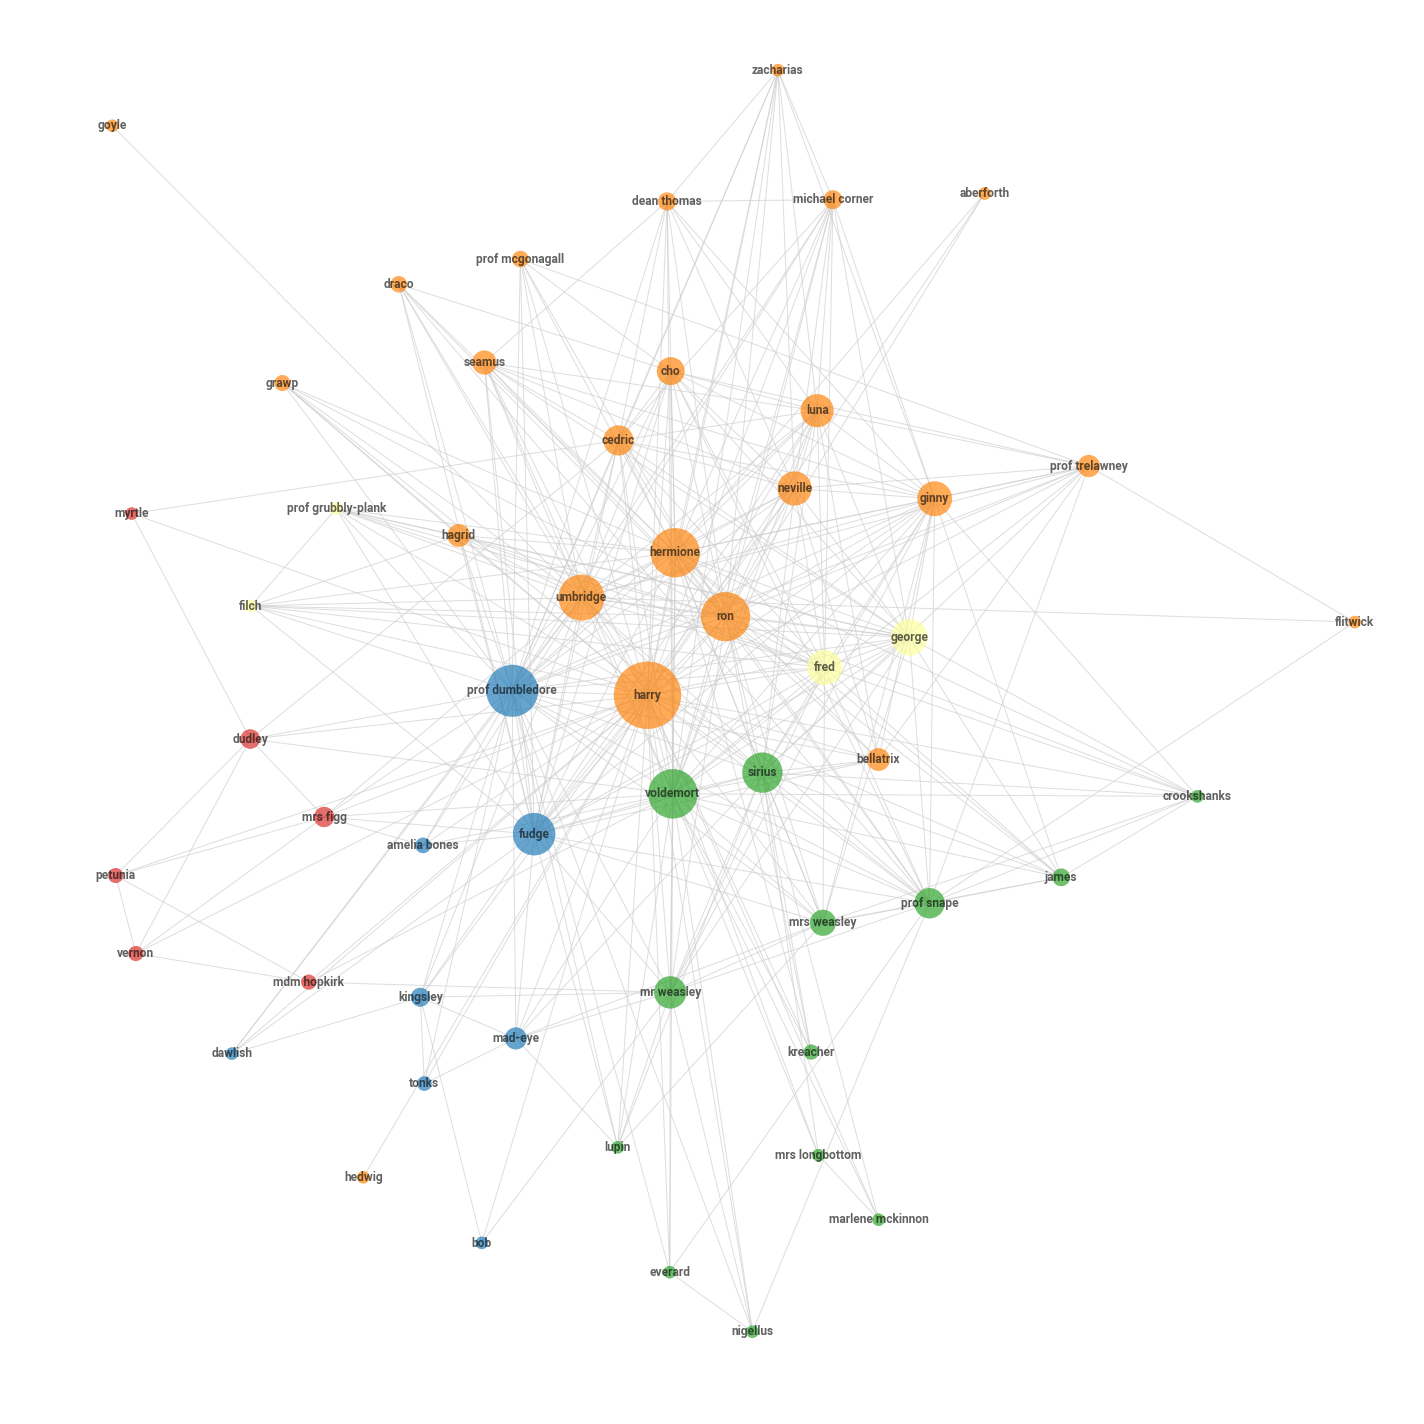 zacharias
goyle
aberforth
dean thomas
michael corner
prof mcgonagall
draco
seamus
cho
grawp
luna
cedric
prof trelawney
neville
ginny
prof grubbly-plank
myrtle
hagrid
hermione
umbridge
filch
ron
flitwick
george
fred
prof dumbledore
harry
dudley
bellatrix
sirius
voldemort
crookshanks
mrs figg
fudge
amelia bones
petunia
james
prof snape
mrs weasley
vernon
mdm hopkirk
mr weasley
kingsley
mad-eye
dawlish
kreacher
tonks
lupin
mrs longbottom
hedwig
marlene mckinnon
bob
everard
nigellus